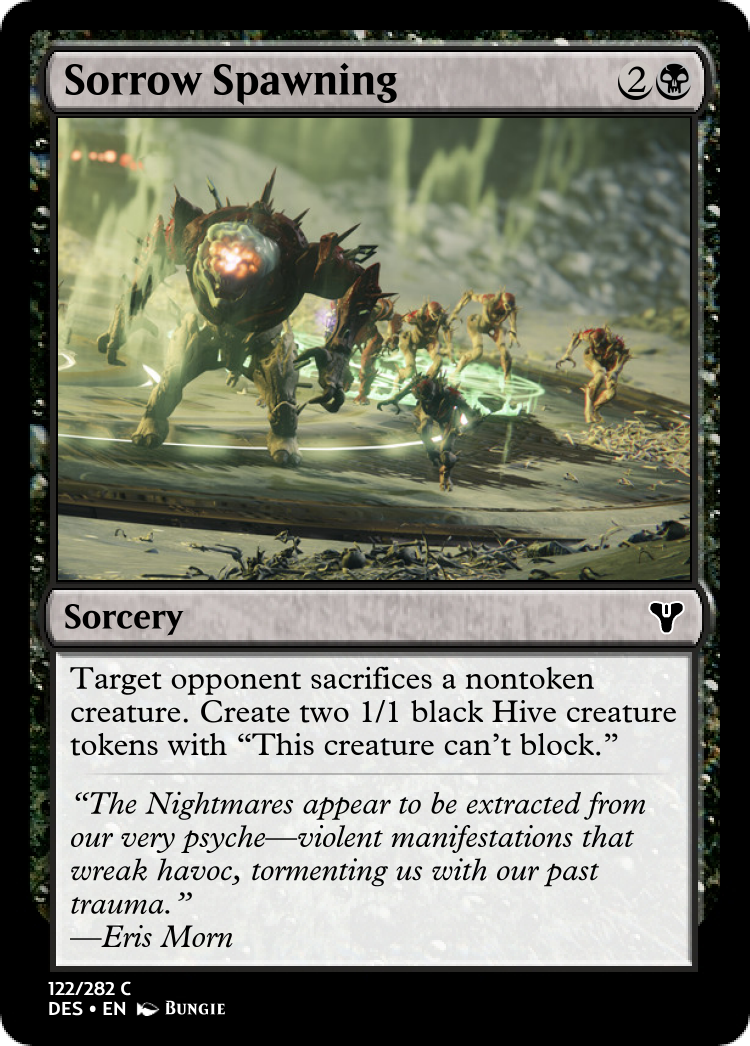 Sorrow Spawning 2
Sorcery
Target opponent sacrifices a nontoken
creature. Create two 1/1 black Hive creature
tokens with “This creature can’t block.”
“The Nightmares appear to be extracted from
our very psyche—violent manifestations that
wreak havoc, tormenting us with our past
trauma.”
—Eris Morn
122/282 C
DES • EN Bungie